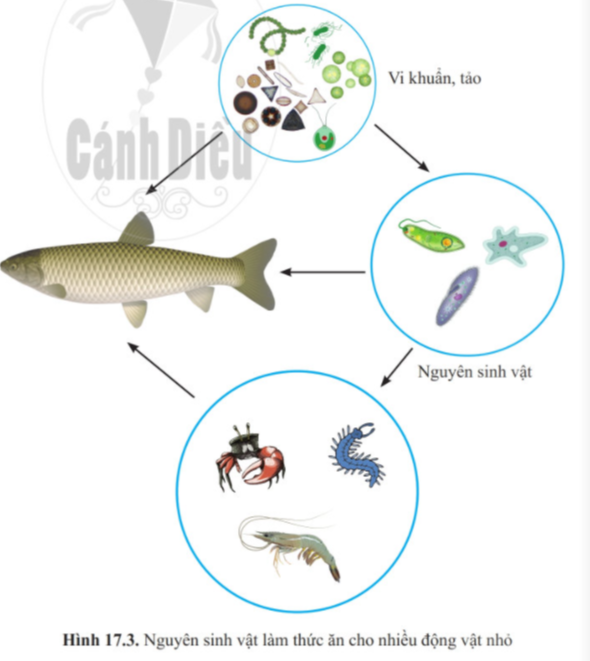 Cánh Diều
Vi khuẩn, tảo
Nguyên sinh vật
Hình 17.3. Nguyên sinh vật làm thức ăn cho nhiều động vật nhỏ